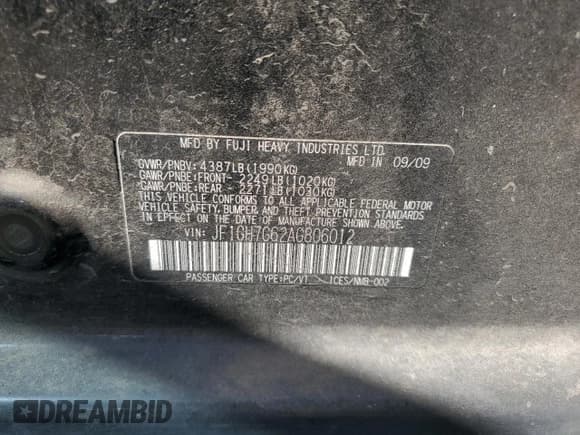 MFD BY FUJI HEAVY INDUSTRIES LTD.
GVWR/PNBV: 4387LB(1990KG) MFD IN 09/09
GAWR/PNBE:FRONT- 2249LB(1020KG)
GAWR/PNBE:REAR 2271LB(1030KG)
THIS VEHICLE CONFORMS TO ALL APPLICABLE FEDERAL MOTOR
VEHICLE SAFETY, BUMPER, AND THEFT PREVENTION
STANDARDS IN EFFECT ON THE DATE OF MANUFACTURE
SHOWN ABOVE.
VIN: JF1GH7G62AG806012
PASSENGER CAR TYPE:PC/VT ICES/NMB-002
DREAMBID